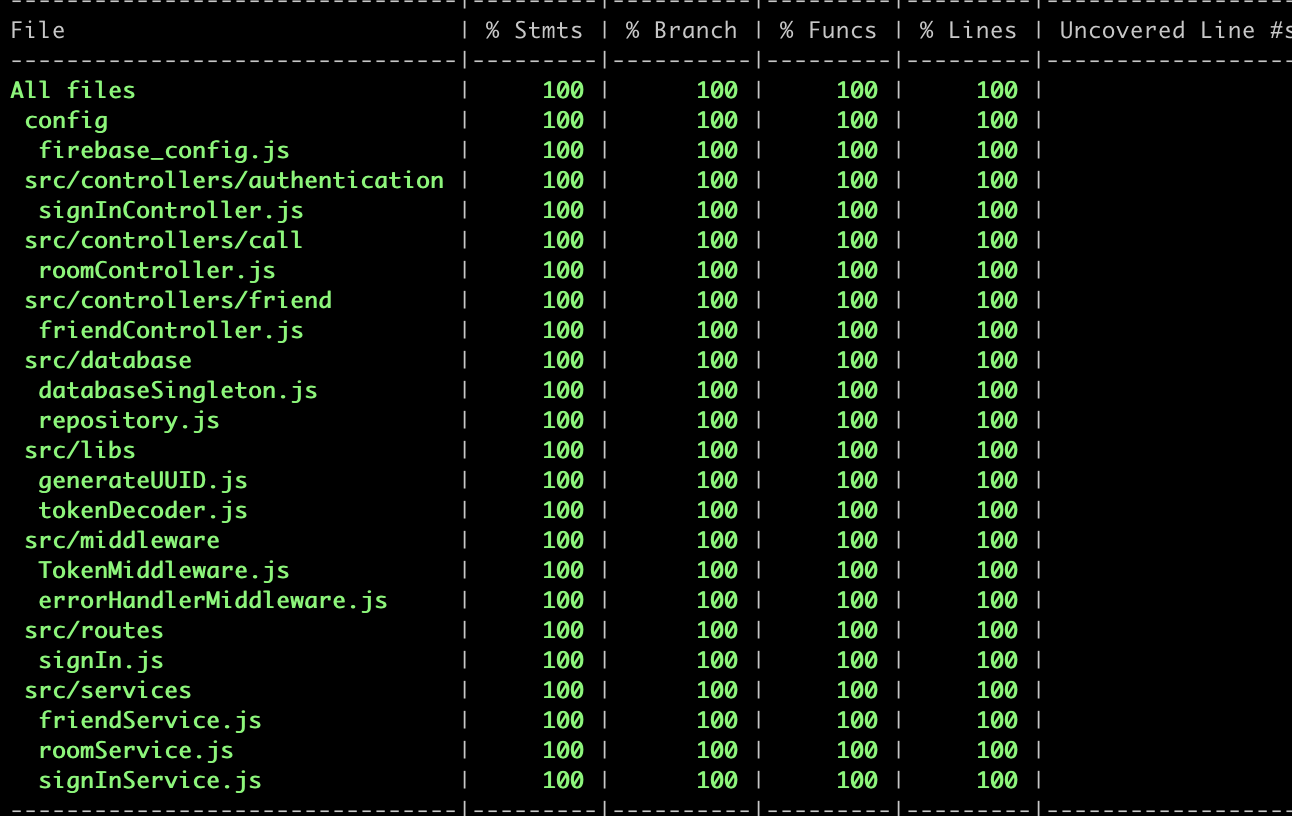 -------------------------------|---------|----------|---------|---------|------------------
File                           | % Stmts | % Branch | % Funcs | % Lines | Uncovered Line #s
-------------------------------|---------|----------|---------|---------|------------------
All files                      |     100 |      100 |     100 |     100 |
 config                        |     100 |      100 |     100 |     100 |
  firebase_config.js           |     100 |      100 |     100 |     100 |
 src/controllers/authentication |     100 |      100 |     100 |     100 |
  signInController.js          |     100 |      100 |     100 |     100 |
 src/controllers/call          |     100 |      100 |     100 |     100 |
  roomController.js            |     100 |      100 |     100 |     100 |
 src/controllers/friend        |     100 |      100 |     100 |     100 |
  friendController.js          |     100 |      100 |     100 |     100 |
 src/database                  |     100 |      100 |     100 |     100 |
  databaseSingleton.js         |     100 |      100 |     100 |     100 |
  repository.js                |     100 |      100 |     100 |     100 |
 src/libs                      |     100 |      100 |     100 |     100 |
  generateUUID.js              |     100 |      100 |     100 |     100 |
  tokenDecoder.js              |     100 |      100 |     100 |     100 |
 src/middleware                |     100 |      100 |     100 |     100 |
  TokenMiddleware.js           |     100 |      100 |     100 |     100 |
  errorHandlerMiddleware.js    |     100 |      100 |     100 |     100 |
 src/routes                    |     100 |      100 |     100 |     100 |
  signIn.js                    |     100 |      100 |     100 |     100 |
 src/services                  |     100 |      100 |     100 |     100 |
  friendService.js             |     100 |      100 |     100 |     100 |
  roomService.js               |     100 |      100 |     100 |     100 |
  signInService.js             |     100 |      100 |     100 |     100 |
-------------------------------|---------|----------|---------|---------|------------------